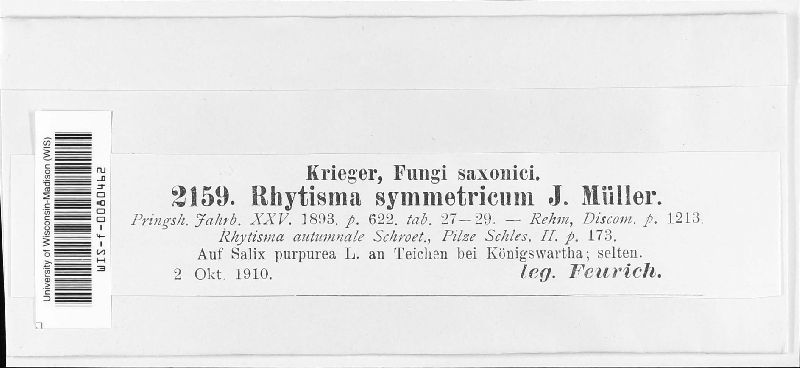 Krieger, Fungi saxonici.
2159. Rhytisma symmetricum J. Müller.
Pringsh. Jahrb. XXV. 1893. p. 622. tab. 27—29. — Rehm, Discom. p. 1213.
Rhytisma autumnale Schroet., Pilze Schles. II. p. 173.
Auf Salix purpurea L. an Teichen bei Königswartha; selten.
2 Okt. 1910. leg. Feurich.
University of Wisconsin-Madison (WIS)
WIS-f-0080462